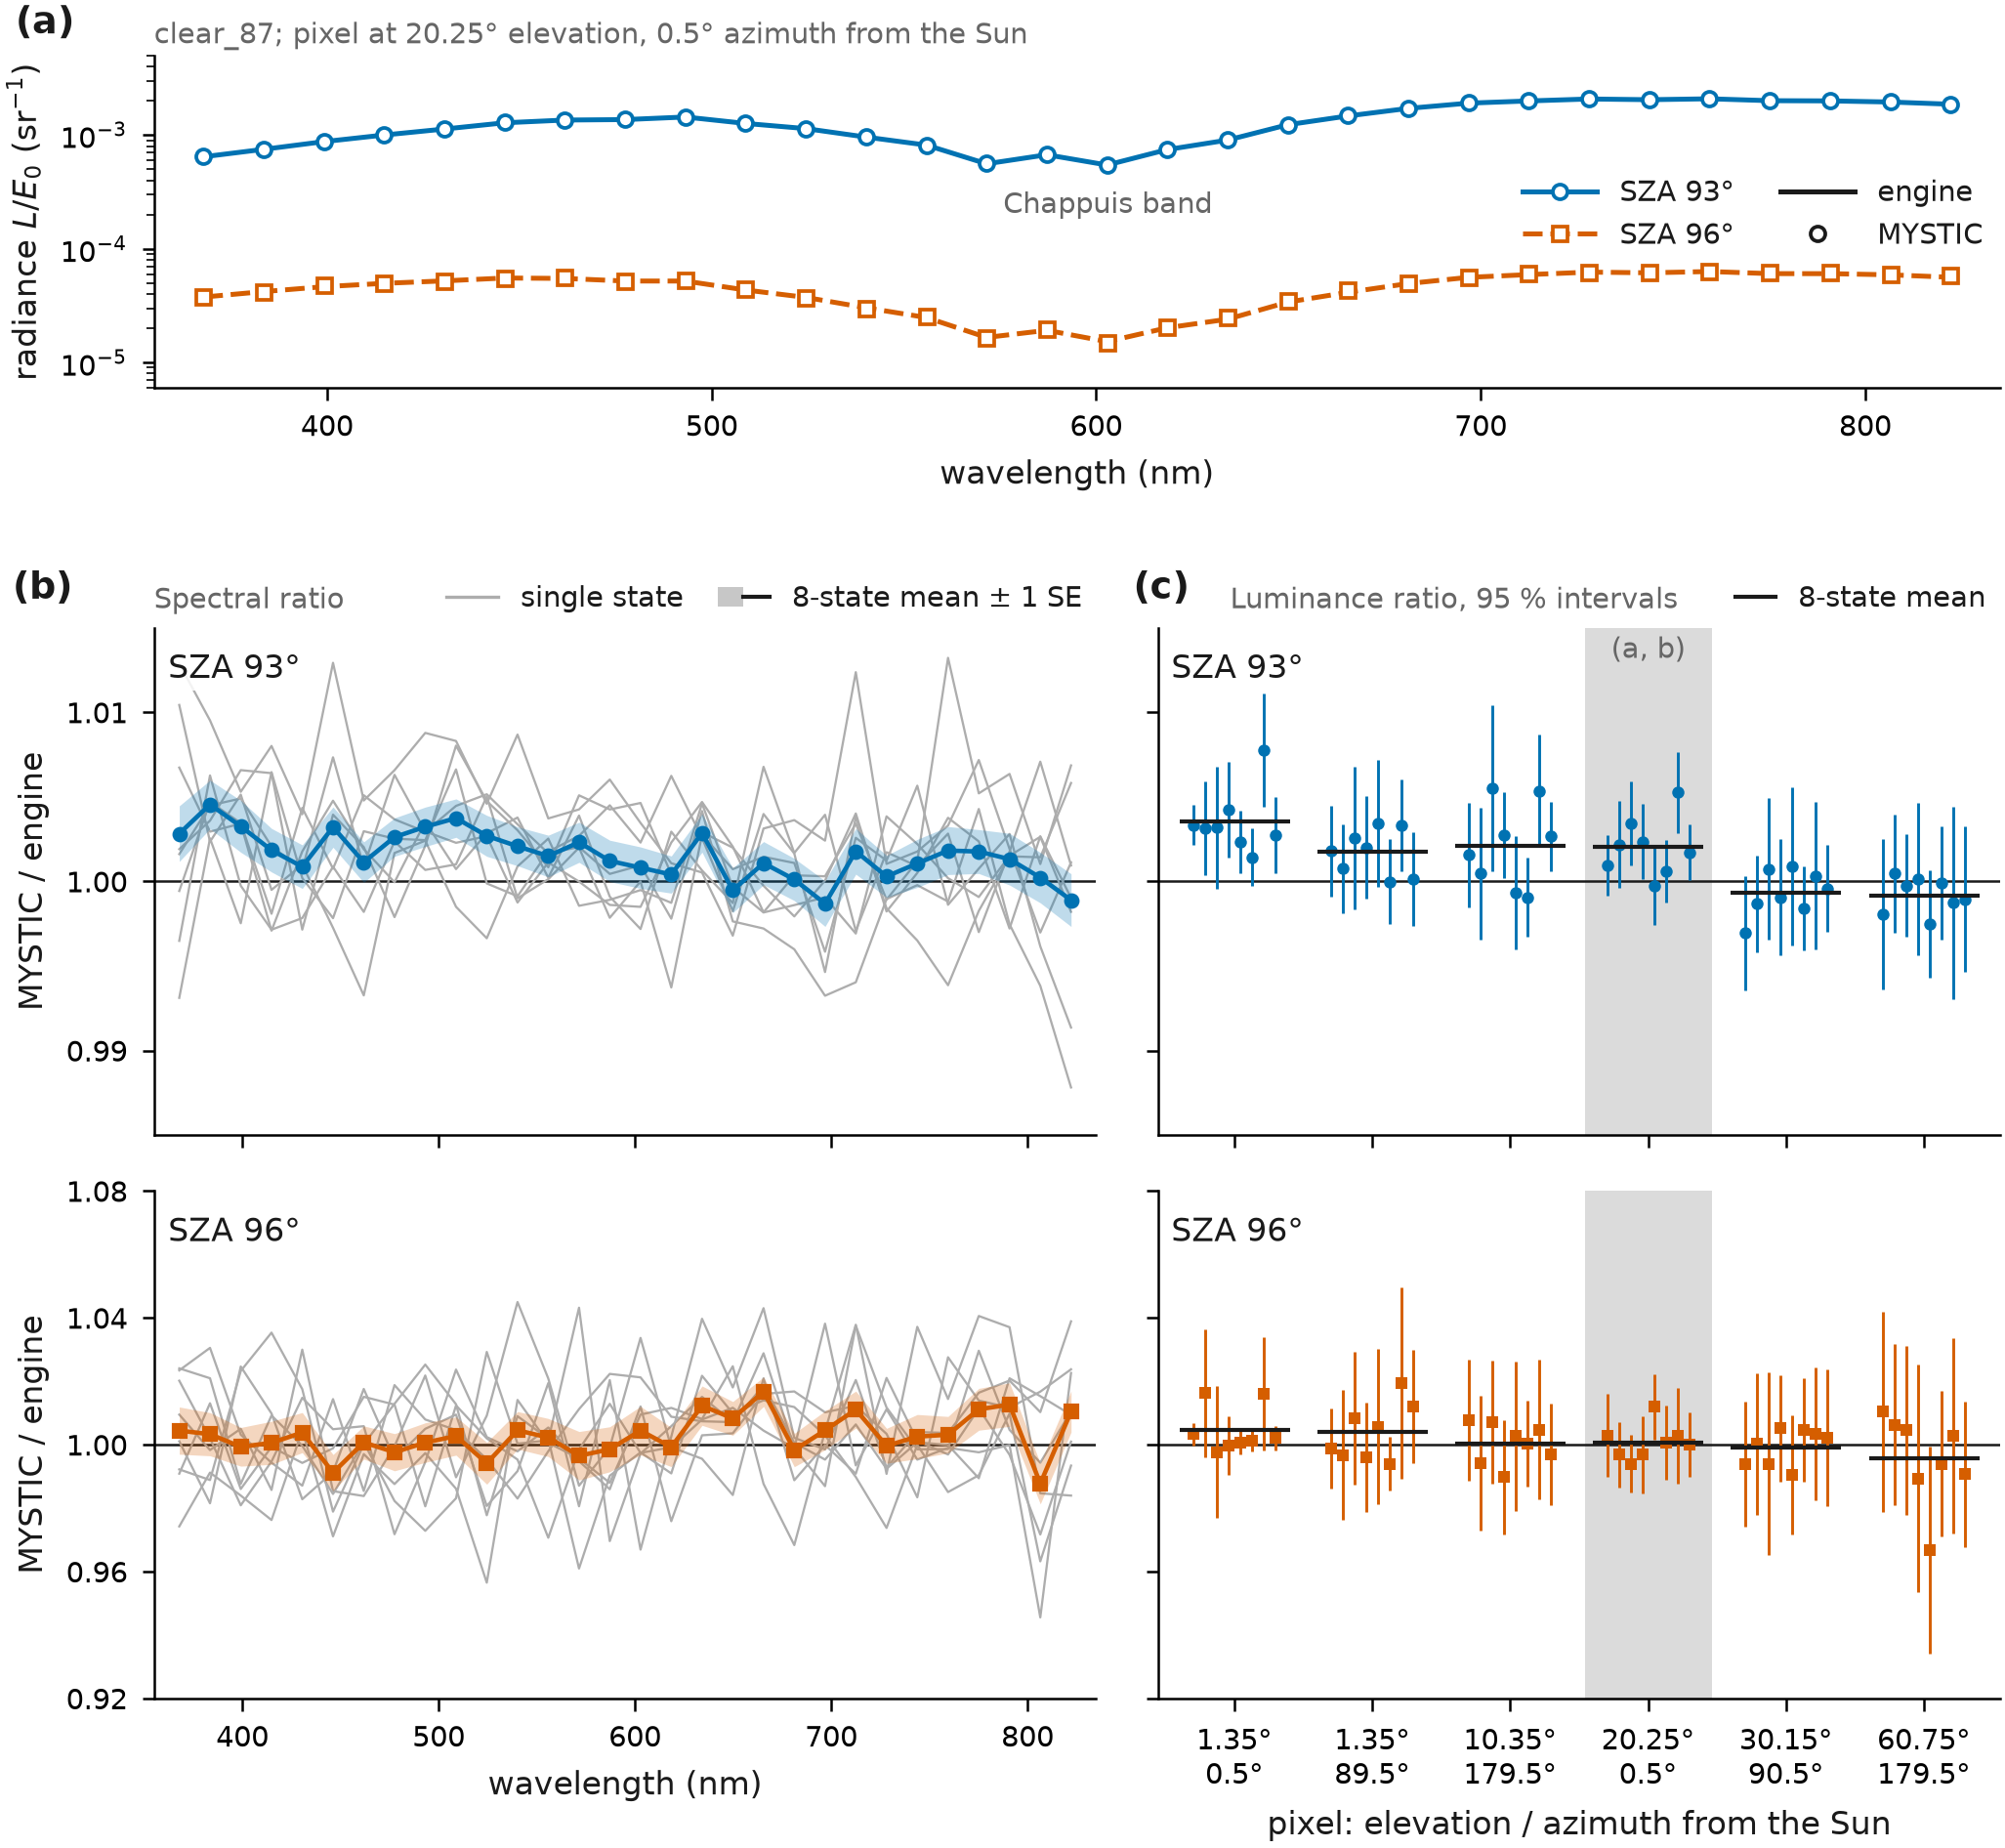 (a)
clear_87; pixel at 20.25° elevation, 0.5° azimuth from the Sun
radiance L/E₀ (sr⁻¹)
10⁻³
10⁻⁴
10⁻⁵
Chappuis band
SZA 93° engine
SZA 96° MYSTIC
400 500 600 700 800
wavelength (nm)
(b) Spectral ratio single state 8-state mean ± 1 SE
SZA 93°
MYSTIC / engine
1.01
1.00
0.99
SZA 96°
MYSTIC / engine
1.08
1.04
1.00
0.96
0.92
400 500 600 700 800
wavelength (nm)
(c) Luminance ratio, 95 % intervals 8-state mean
(a, b)
SZA 93°
SZA 96°
1.35° 1.35° 10.35° 20.25° 30.15° 60.75°
0.5° 89.5° 179.5° 0.5° 90.5° 179.5°
pixel: elevation / azimuth from the Sun